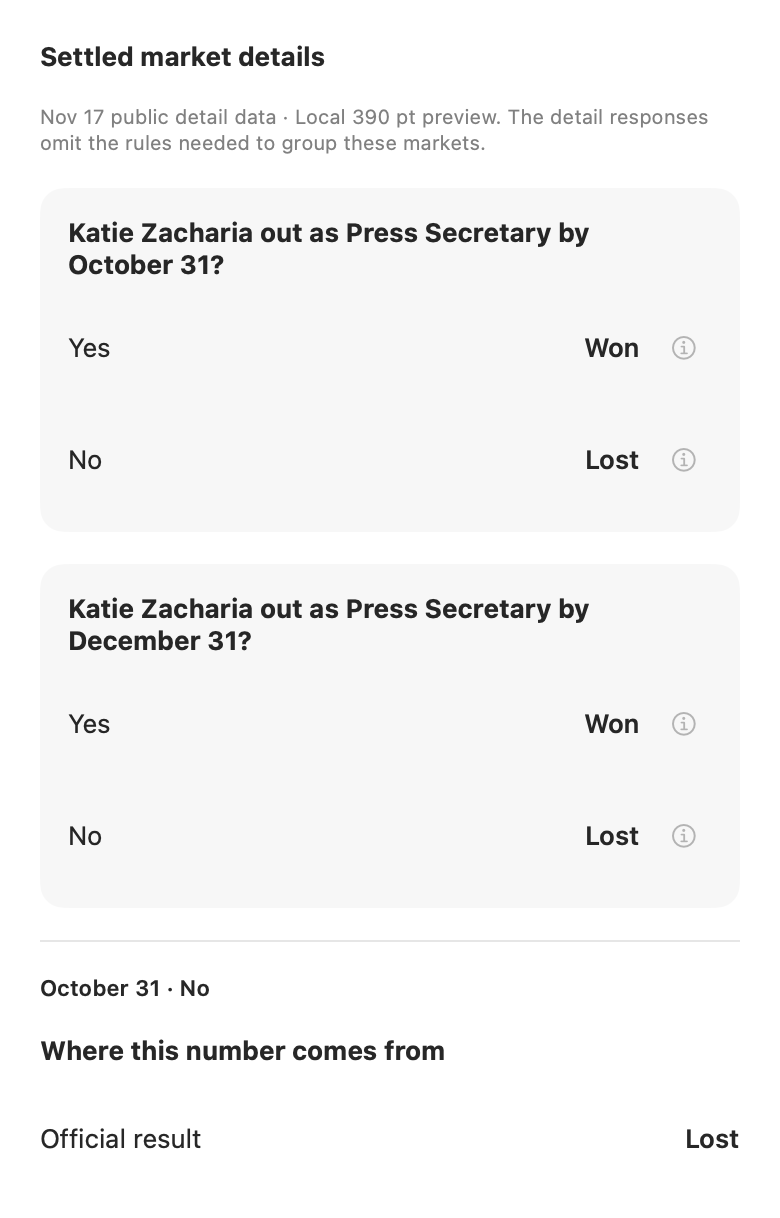 Settled market details
Nov 17 public detail data · Local 390 pt preview. The detail responses
omit the rules needed to group these markets.
Katie Zacharia out as Press Secretary by
October 31?
Yes Won
No Lost
Katie Zacharia out as Press Secretary by
December 31?
Yes Won
No Lost
October 31 · No
Where this number comes from
Official result Lost